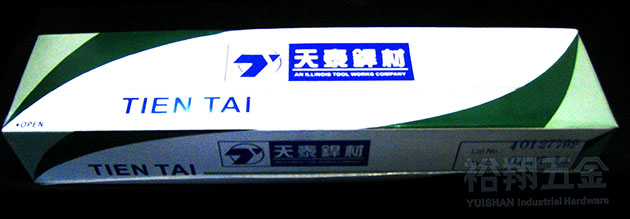 天泰銲材
AN ILLINOIS TOOL WORKS COMPANY
TIEN TAI
◂OPEN
天泰銲材
TIEN TAI
Lot No.
40127702
裕翔五金
YUISHAN Industrial Hardware